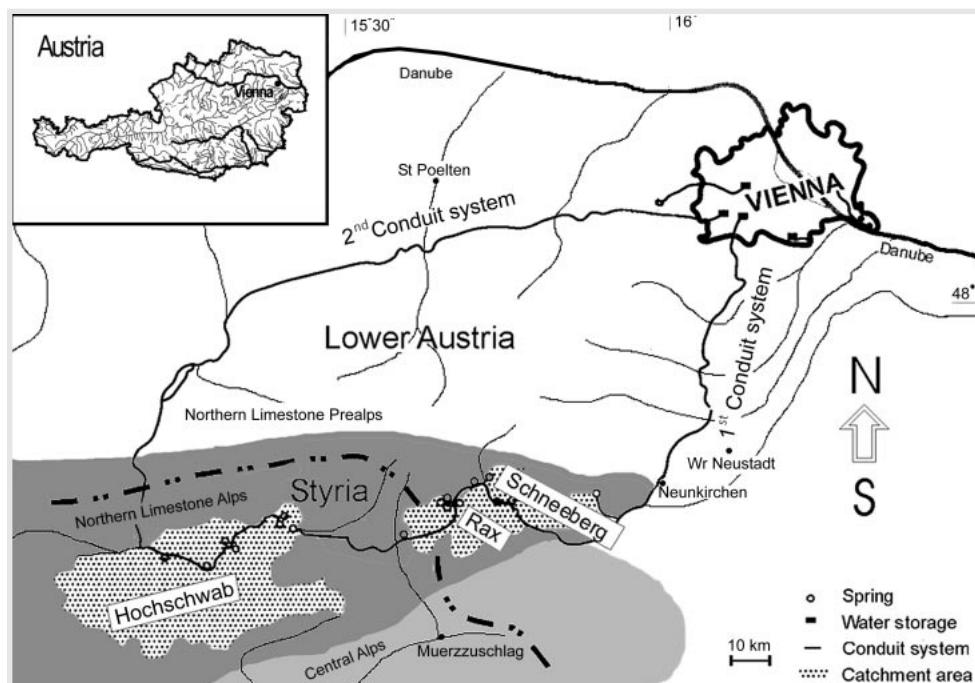 Austria
Vienna
15°30'
16°
Danube
St Poelten
2nd Conduit system
VIENNA
Danube
48°
Lower Austria
1st Conduit system
N
S
Northern Limestone Prealps
Wr Neustadt
Neunkirchen
Styria
Schneeberg
Northern Limestone Alps
Rax
Hochschwab
Central Alps
Muerzzuschlag
10 km
Spring
Water storage
Conduit system
Catchment area